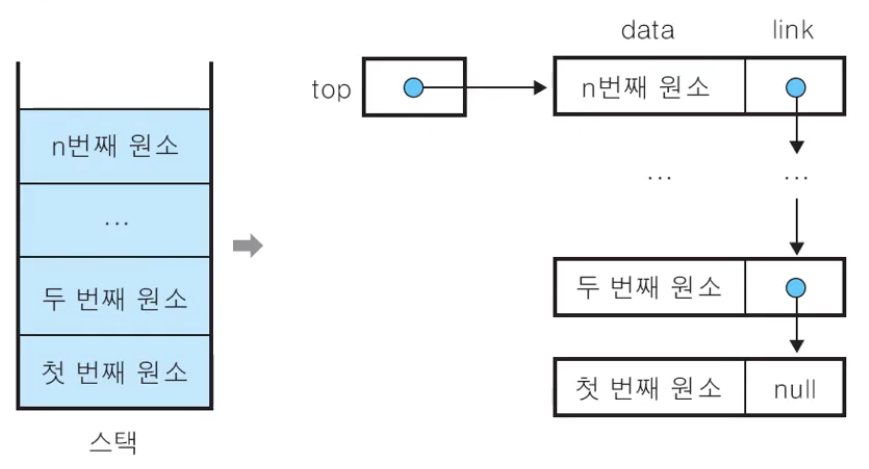 n번째 원소
...
두 번째 원소
첫 번째 원소
스택
data link
top n번째 원소
... ...
두 번째 원소
첫 번째 원소 null